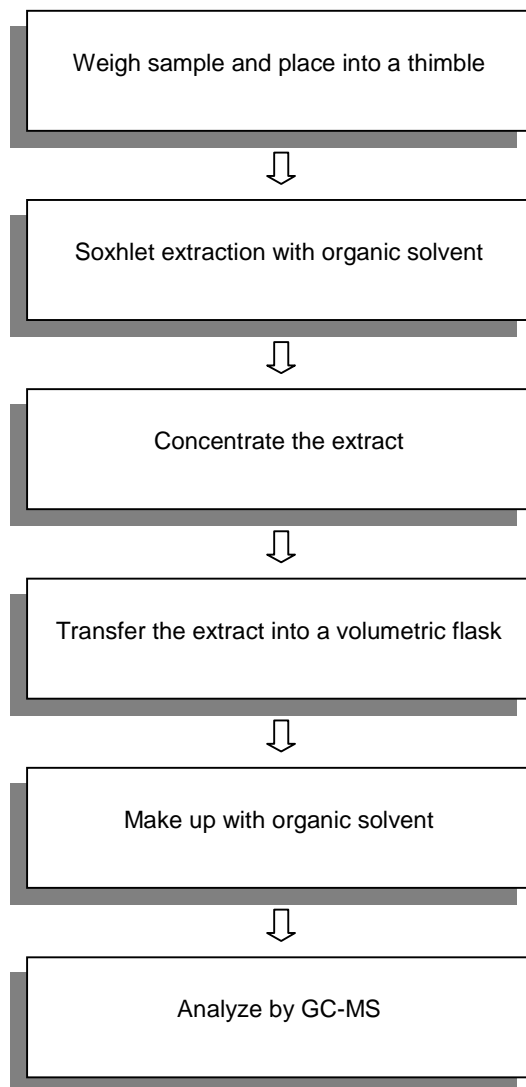 Weigh sample and place into a thimble
Soxhlet extraction with organic solvent
Concentrate the extract
Transfer the extract into a volumetric flask
Make up with organic solvent
Analyze by GC-MS